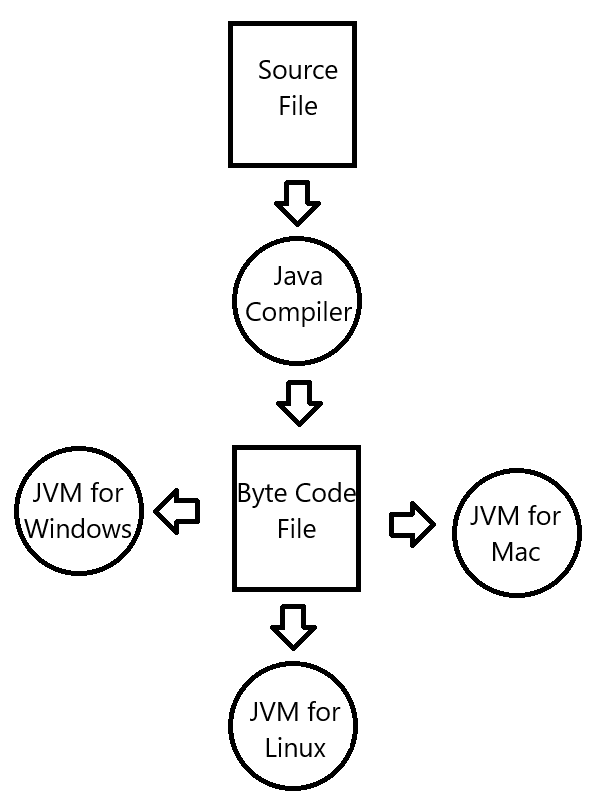 Source
File
Java
Compiler
Byte Code
File
JVM for
Windows
JVM for
Mac
JVM for
Linux